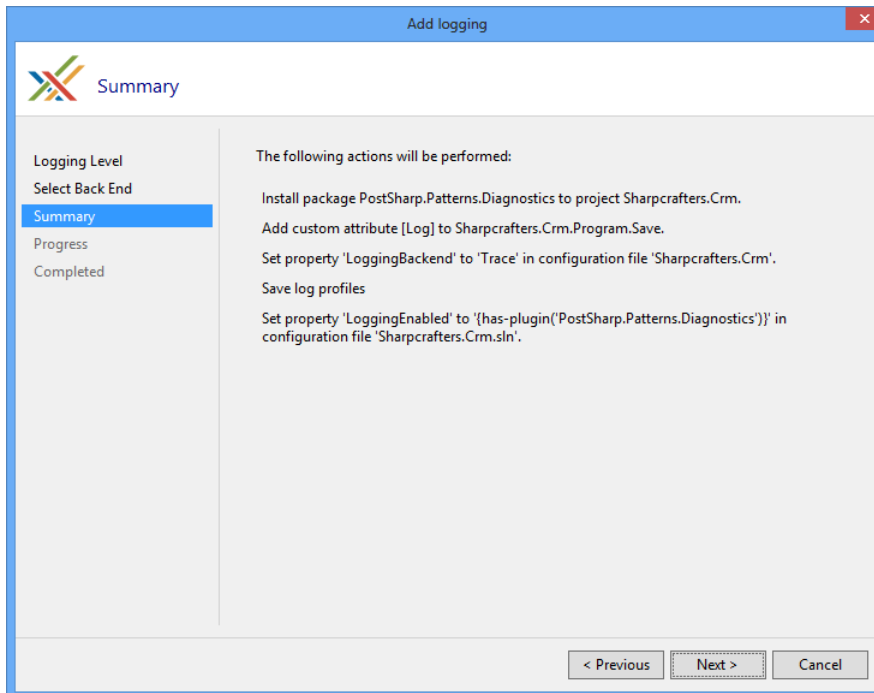 Add logging
Summary
Logging Level
Select Back End
Summary
Progress
Completed
The following actions will be performed:
Install package PostSharp.Patterns.Diagnostics to project Sharpcrafters.Crm.
Add custom attribute [Log] to Sharpcrafters.Crm.Program.Save.
Set property 'LoggingBackend' to 'Trace' in configuration file 'Sharpcrafters.Crm'.
Save log profiles
Set property 'LoggingEnabled' to '{has-plugin('PostSharp.Patterns.Diagnostics')}' in
configuration file 'Sharpcrafters.Crm.sln'.
< Previous
Next >
Cancel